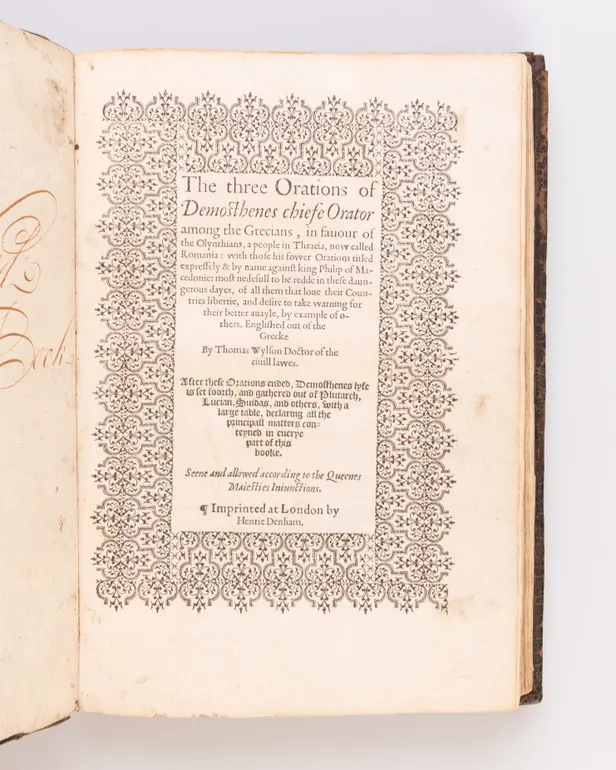 The three Orations of
Demosthenes chiefe Orator
among the Grecians, in fauour of
the Olynthians, a people in Thracia, now called
Romania: with those his fower Orations titled
expressely & by name against king Philip of Ma-
cedonie: most nedefull to be redde in these daun-
gerous dayes, of all them that loue their Coun-
tries libertie, and desire to take warning for
their better auayle, by example of o-
thers. Englished out of the
Greeke
By Thomas Wylson Doctor of the
ciuill lawes.
After these Orations ended, Demosthenes lyfe
is set foorth, and gathered out of Plutarch,
Lucian, Suidas, and others, with a
large table, declaring all the
principall matters con-
teyned in euerye
part of this
booke.
Seene and allowed according to the Queenes
Maiesties Iniunctions.
¶ Imprinted at London by
Henrie Denham.